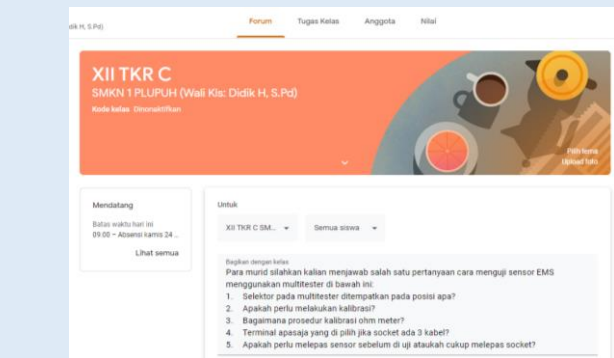 dik H, S.Pd)
Forum Tugas Kelas Anggota Nilai
XII TKR C
SMKN 1 PLUPUH (Wali Kls: Didik H, S.Pd)
Kode kelas Dinonaktifkan
Pilih tema
Upload foto
Mendatang
Batas waktu hari ini
09.00 – Absensi kamis 24 ...
Lihat semua
Untuk
XII TKR C SM...
Semua siswa
Bagikan dengan kelas
Para murid silahkan kalian menjawab salah satu pertanyaan cara menguji sensor EMS
menggunakan multitester di bawah ini:
1. Selektor pada multitester ditempatkan pada posisi apa?
2. Apakah perlu melakukan kalibrasi?
3. Bagaimana prosedur kalibrasi ohm meter?
4. Terminal apasaja yang di pilih jika socket ada 3 kabel?
5. Apakah perlu melepas sensor sebelum di uji ataukah cukup melepas socket?